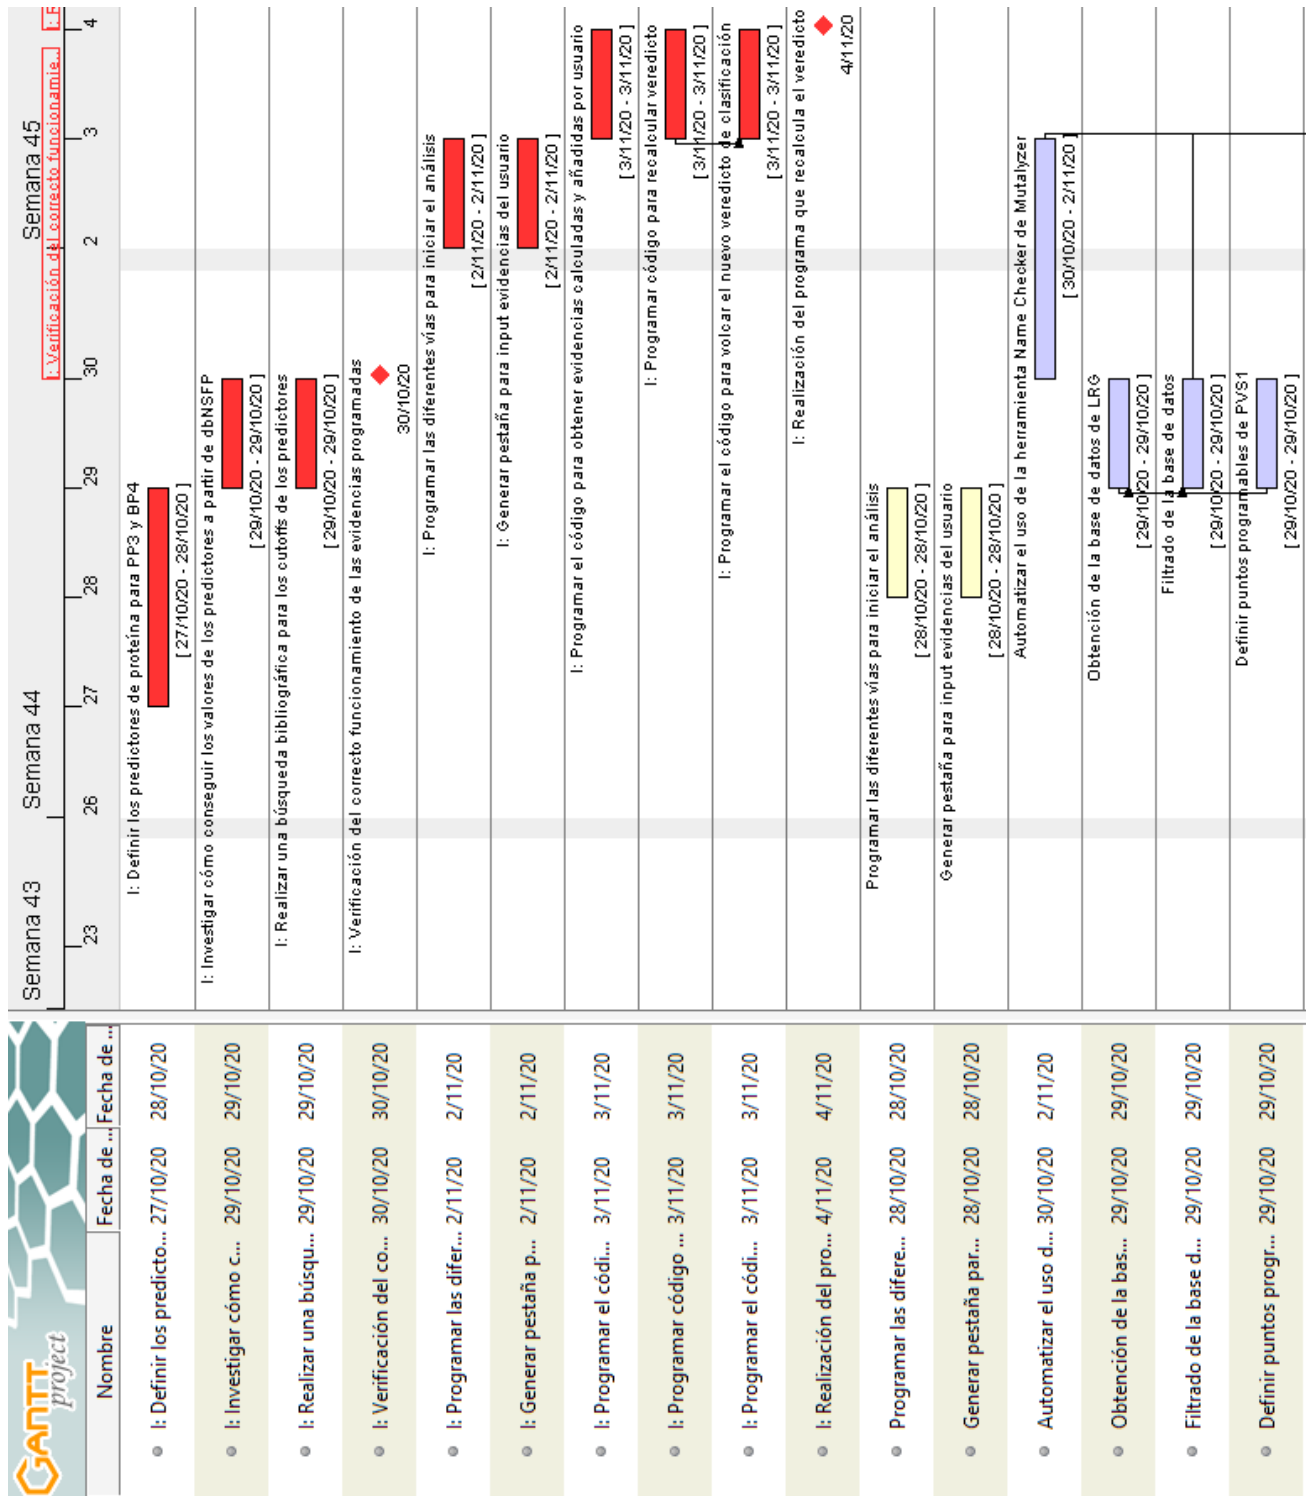 GANTT
project
Nombre Fecha de ... Fecha de ...
I: Definir los predicto... 27/10/20 28/10/20
I: Investigar cómo c... 29/10/20 29/10/20
I: Realizar una búsqu... 29/10/20 29/10/20
I: Verificación del co... 30/10/20 30/10/20
I: Programar las difer... 2/11/20 2/11/20
I: Generar pestaña p... 2/11/20 2/11/20
I: Programar el códi... 3/11/20 3/11/20
I: Programar código ... 3/11/20 3/11/20
I: Programar el códi... 3/11/20 3/11/20
I: Realización del pro... 4/11/20 4/11/20
Programar las difere... 28/10/20 28/10/20
Generar pestaña par... 28/10/20 28/10/20
Automatizar el uso d... 30/10/20 2/11/20
Obtención de la bas... 29/10/20 29/10/20
Filtrado de la base d... 29/10/20 29/10/20
Definir puntos progr... 29/10/20 29/10/20
Semana 43 Semana 44 Semana 45
I: Verificación del correcto funcionamie..
23 26 27 28 29 30 2 3 4
I: Definir los predictores de proteína para PP3 y BP4
[ 27/10/20 - 28/10/20 ]
I: Investigar cómo conseguir los valores de los predictores a partir de dbNSFP
[ 29/10/20 - 29/10/20 ]
I: Realizar una búsqueda bibliográfica para los cutoffs de los predictores
[ 29/10/20 - 29/10/20 ]
I: Verificación del correcto funcionamiento de las evidencias programadas
30/10/20
I: Programar las diferentes vías para iniciar el análisis
[ 2/11/20 - 2/11/20 ]
I: Generar pestaña para input evidencias del usuario
[ 2/11/20 - 2/11/20 ]
I: Programar el código para obtener evidencias calculadas y añadidas por usuario
[ 3/11/20 - 3/11/20 ]
I: Programar código para recalcular veredicto
[ 3/11/20 - 3/11/20 ]
I: Programar el código para volcar el nuevo veredicto de clasificación
[ 3/11/20 - 3/11/20 ]
I: Realización del programa que recalcula el veredicto
4/11/20
Programar las diferentes vías para iniciar el análisis
[ 28/10/20 - 28/10/20 ]
Generar pestaña para input evidencias del usuario
[ 28/10/20 - 28/10/20 ]
Automatizar el uso de la herramienta Name Checker de Mutalyzer
[ 30/10/20 - 2/11/20 ]
Obtención de la base de datos de LRG
[ 29/10/20 - 29/10/20 ]
Filtrado de la base de datos
[ 29/10/20 - 29/10/20 ]
Definir puntos programables de PVS1
[ 29/10/20 - 29/10/20 ]